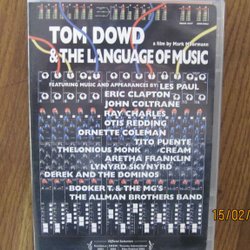 TOM DOWD
& THE LANGUAGE OF MUSIC
a film by Mark Moormann
FEATURING MUSIC AND APPEARANCES BY: LES PAUL
ERIC CLAPTON
JOHN COLTRANE
RAY CHARLES
OTIS REDDING
ORNETTE COLEMAN
TITO PUENTE
THELONIOUS MONK CREAM
ARETHA FRANKLIN
LYNYRD SKYNYRD
DEREK AND THE DOMINOS
BOOKER T. & THE MG'S
THE ALLMAN BROTHERS BAND
Official Selection
15/02/